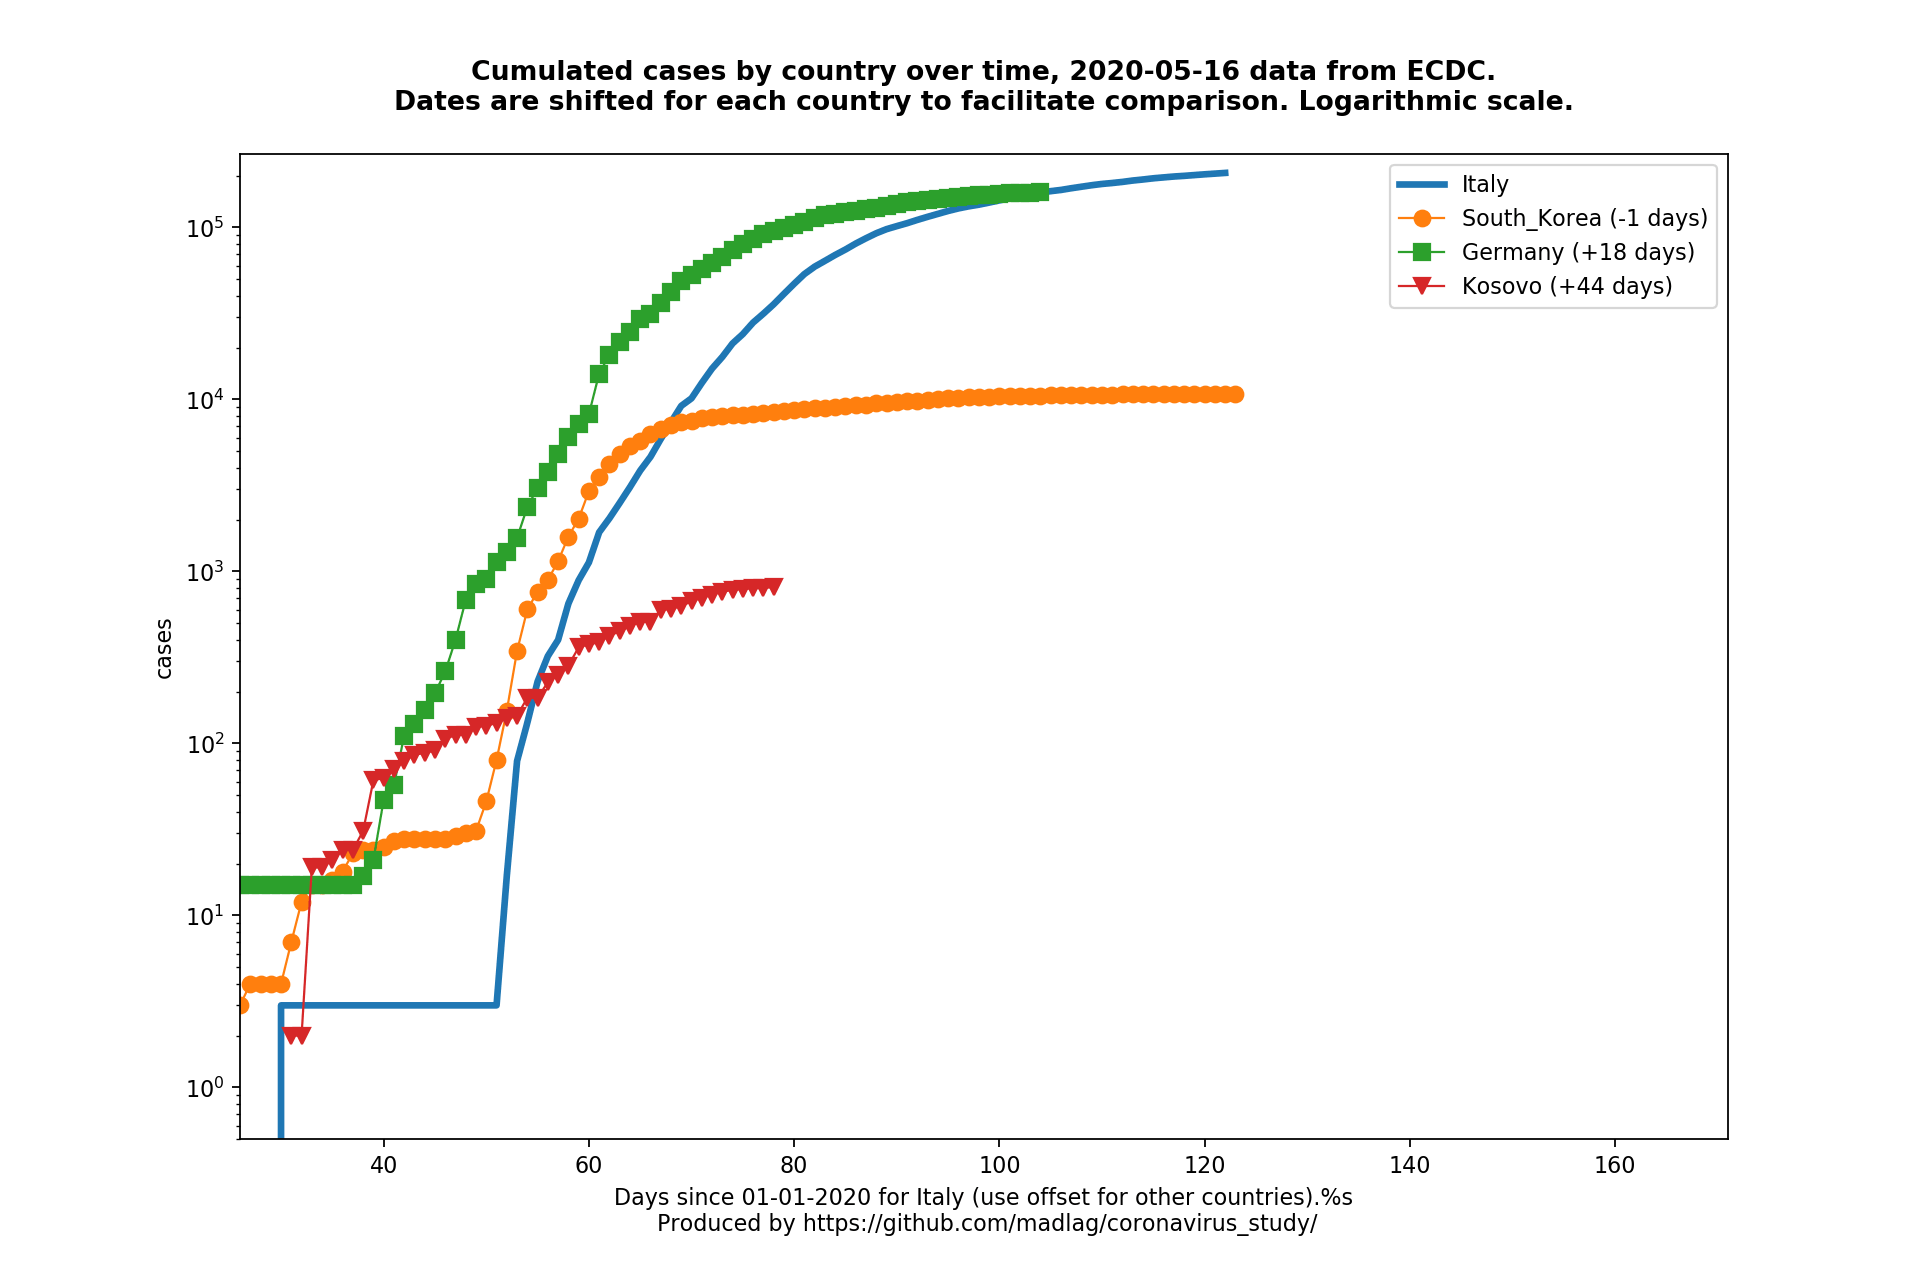 Cumulated cases by country over time, 2020-05-16 data from ECDC.
Dates are shifted for each country to facilitate comparison. Logarithmic scale.
Italy
South_Korea (-1 days)
Germany (+18 days)
Kosovo (+44 days)
10⁵
10⁴
10³
10²
10¹
10⁰
cases
40 60 80 100 120 140 160
Days since 01-01-2020 for Italy (use offset for other countries).%s
Produced by https://github.com/madlag/coronavirus_study/